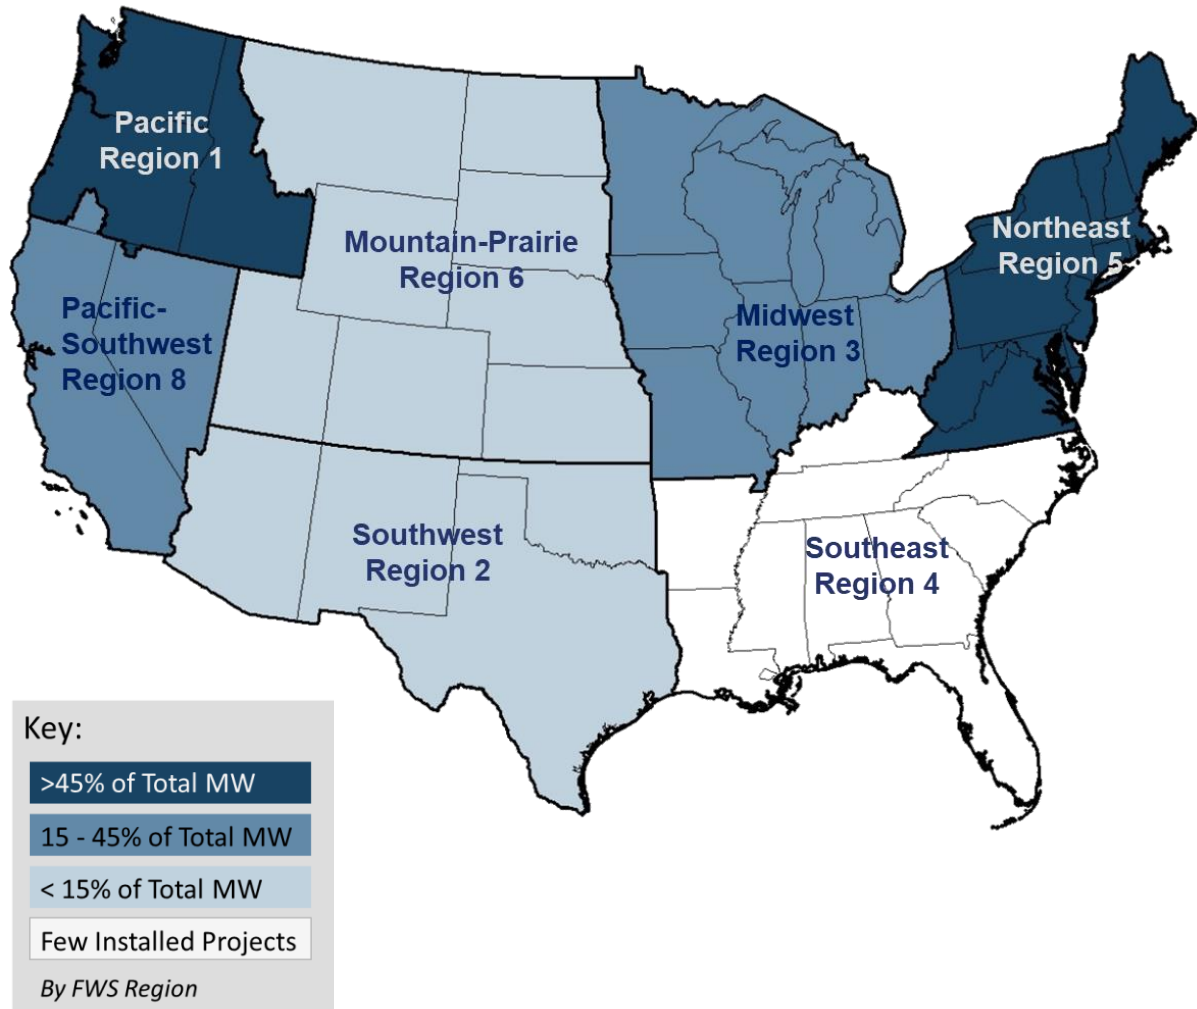 Pacific
Region 1
Mountain-Prairie
Region 6
Northeast
Region 5
Pacific-
Southwest
Region 8
Midwest
Region 3
Southwest
Region 2
Southeast
Region 4
Key:
>45% of Total MW
15 - 45% of Total MW
< 15% of Total MW
Few Installed Projects
By FWS Region